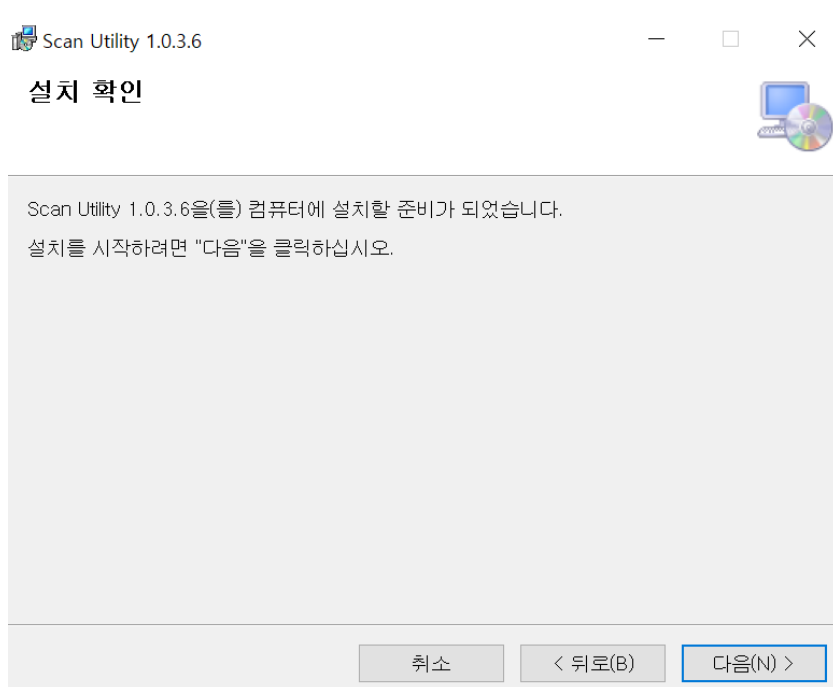 Scan Utility 1.0.3.6
설치 확인
Scan Utility 1.0.3.6을(를) 컴퓨터에 설치할 준비가 되었습니다.
설치를 시작하려면 "다음"을 클릭하십시오.
취소
< 뒤로(B)
다음(N) >